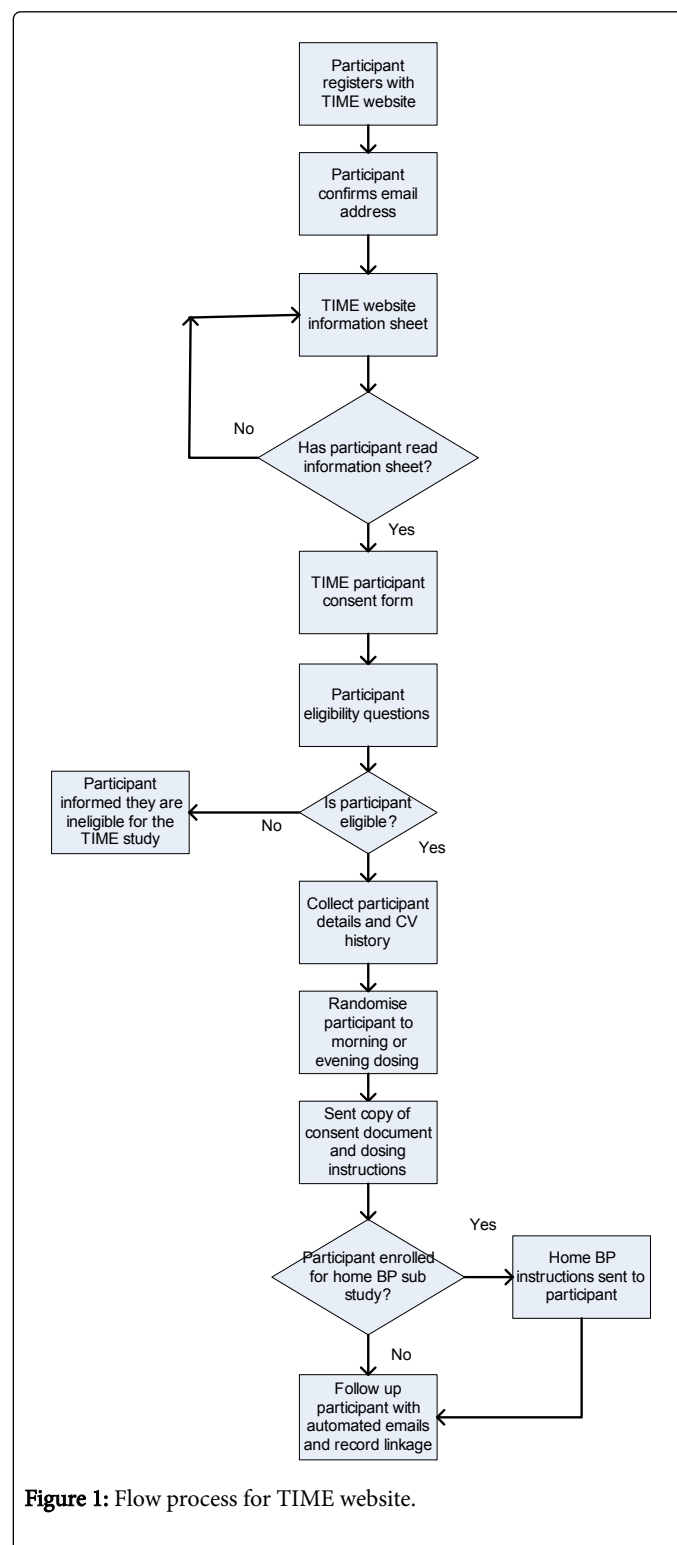 Participant
registers with
TIME website
Participant
confirms email
address
TIME website
information sheet
No
Has participant read
information sheet?
Yes
TIME participant
consent form
Participant
eligibility questions
Participant
informed they are
ineligible for the
TIME study
No
Is participant
eligible?
Yes
Collect participant
details and CV
history
Randomise
participant to
morning or
evening dosing
Sent copy of
consent document
and dosing
instructions
Participant enrolled
for home BP sub
study?
Yes
Home BP
instructions sent to
participant
No
Follow up
participant with
automated emails
and record linkage
Figure 1: Flow process for TIME website.